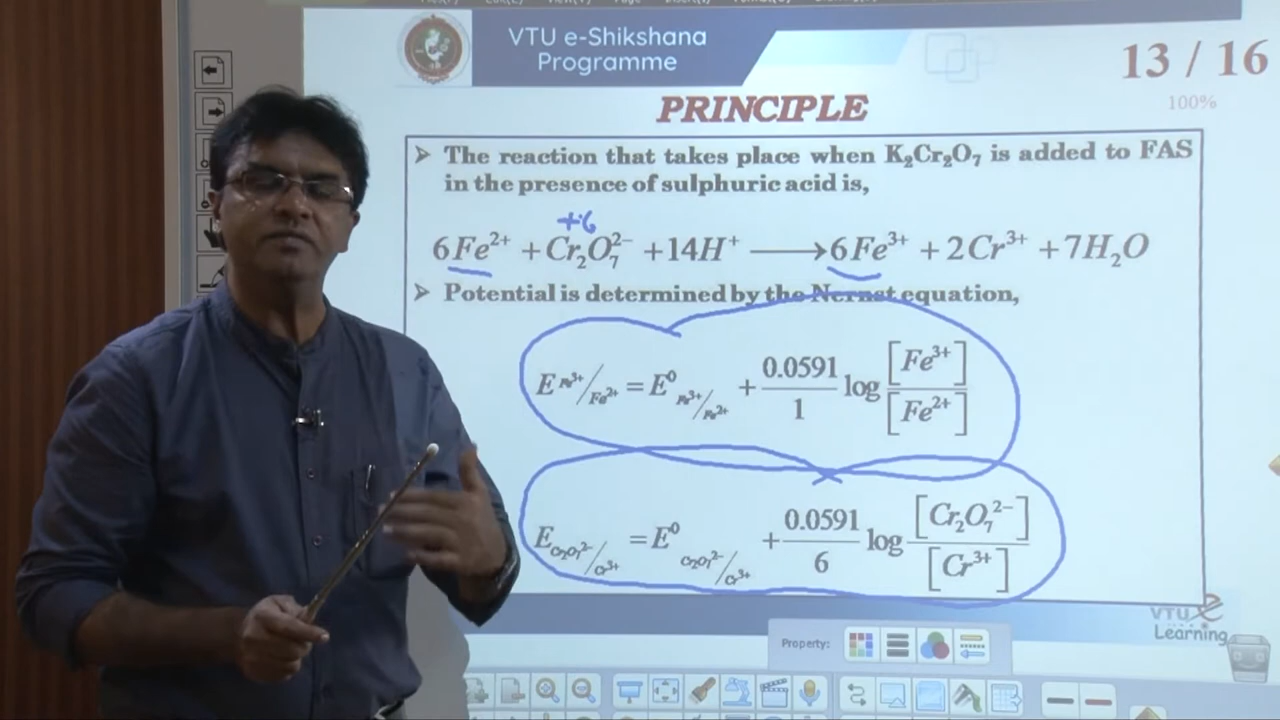 VTU e-Shikshana
Programme
13 / 16
100%
PRINCIPLE
➤ The reaction that takes place when K₂Cr₂O₇ is added to FAS
in the presence of sulphuric acid is,
+6
6Fe²⁺ + Cr₂O₇²⁻ + 14H⁺ ⟶ 6Fe³⁺ + 2Cr³⁺ + 7H₂O
➤ Potential is determined by the Nernst equation,
E Fe³⁺/Fe²⁺ = E⁰ Fe³⁺/Fe²⁺ + 0.0591/1 log [Fe³⁺]/[Fe²⁺]
E Cr₂O₇²⁻/Cr³⁺ = E⁰ Cr₂O₇²⁻/Cr³⁺ + 0.0591/6 log [Cr₂O₇²⁻]/[Cr³⁺]
VTU e
Learning
Property: